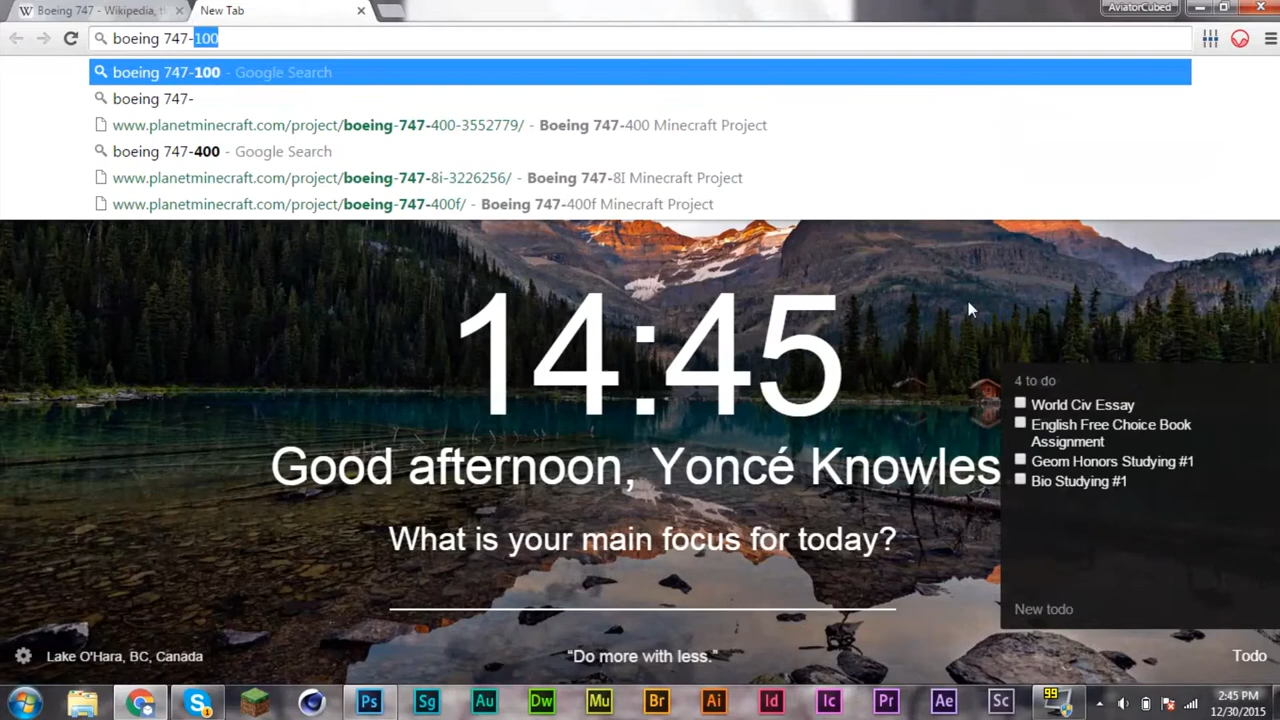 Boeing 747 - Wikipedia, th
New Tab
AviatorCubed
boeing 747-100
boeing 747-100 - Google Search
boeing 747-
www.planetminecraft.com/project/boeing-747-400-3552779/ - Boeing 747-400 Minecraft Project
boeing 747-400 - Google Search
www.planetminecraft.com/project/boeing-747-8i-3226256/ - Boeing 747-8I Minecraft Project
www.planetminecraft.com/project/boeing-747-400f/ - Boeing 747-400f Minecraft Project
14:45
Good afternoon, Yoncé Knowles
What is your main focus for today?
4 to do
World Civ Essay
English Free Choice Book
Assignment
Geom Honors Studying #1
Bio Studying #1
New todo
Lake O'Hara, BC, Canada
“Do more with less.”
Todo
Ps
Sg
Au
Dw
Mu
Br
Ai
Id
Ic
Pr
Ae
Sc
99
2:45 PM
12/30/2015